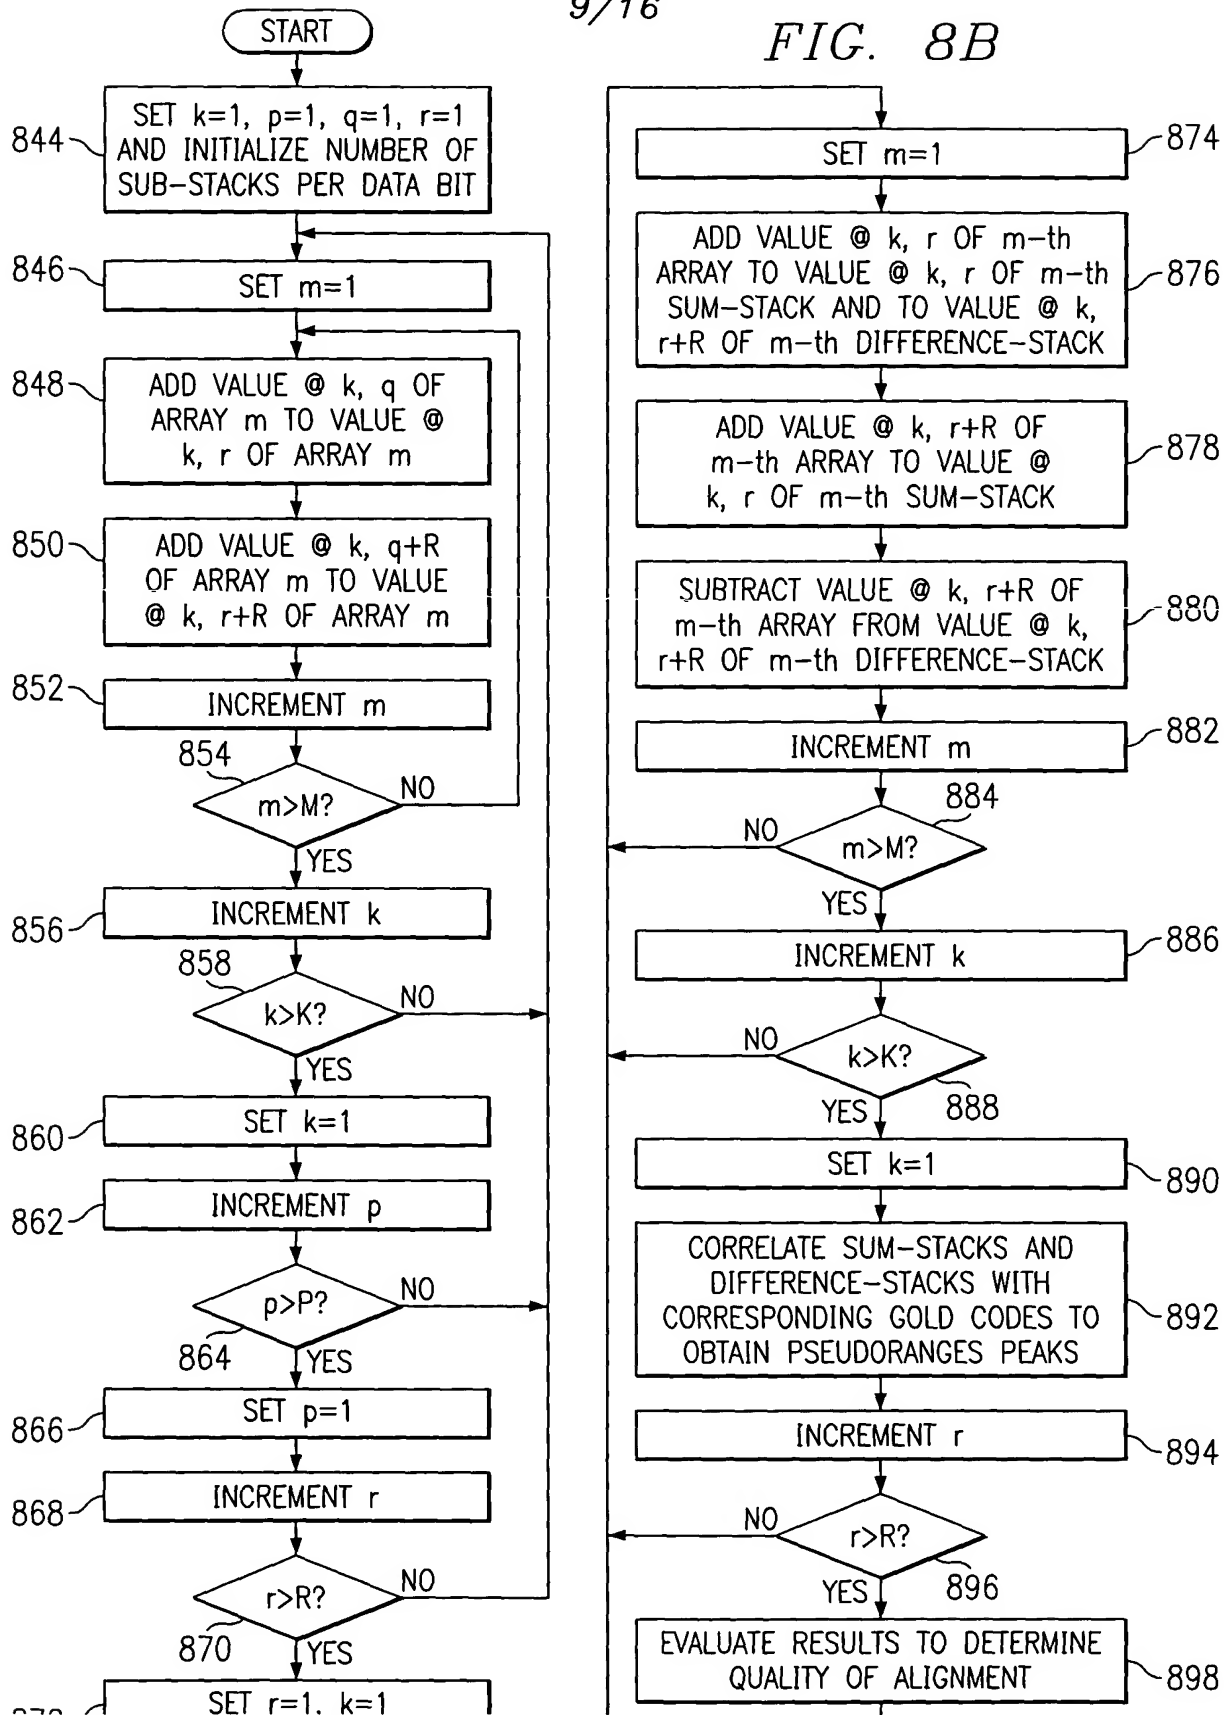 9/16
FIG. 8B
START
844
SET k=1, p=1, q=1, r=1
AND INITIALIZE NUMBER OF
SUB-STACKS PER DATA BIT
846
SET m=1
848
ADD VALUE @ k, q OF
ARRAY m TO VALUE @
k, r OF ARRAY m
850
ADD VALUE @ k, q+R
OF ARRAY m TO VALUE
@ k, r+R OF ARRAY m
852
INCREMENT m
854
m>M?
NO
YES
856
INCREMENT k
858
k>K?
NO
YES
860
SET k=1
862
INCREMENT p
p>P?
NO
864
YES
866
SET p=1
868
INCREMENT r
r>R?
NO
870
YES
SET r=1, k=1
874
SET m=1
ADD VALUE @ k, r OF m-th
ARRAY TO VALUE @ k, r OF m-th
SUM-STACK AND TO VALUE @ k,
r+R OF m-th DIFFERENCE-STACK
876
ADD VALUE @ k, r+R OF
m-th ARRAY TO VALUE @
k, r OF m-th SUM-STACK
878
SUBTRACT VALUE @ k, r+R OF
m-th ARRAY FROM VALUE @ k,
r+R OF m-th DIFFERENCE-STACK
880
INCREMENT m
882
884
m>M?
NO
YES
INCREMENT k
886
k>K?
NO
888
YES
SET k=1
890
CORRELATE SUM-STACKS AND
DIFFERENCE-STACKS WITH
CORRESPONDING GOLD CODES TO
OBTAIN PSEUDORANGES PEAKS
892
INCREMENT r
894
r>R?
NO
896
YES
EVALUATE RESULTS TO DETERMINE
QUALITY OF ALIGNMENT
898